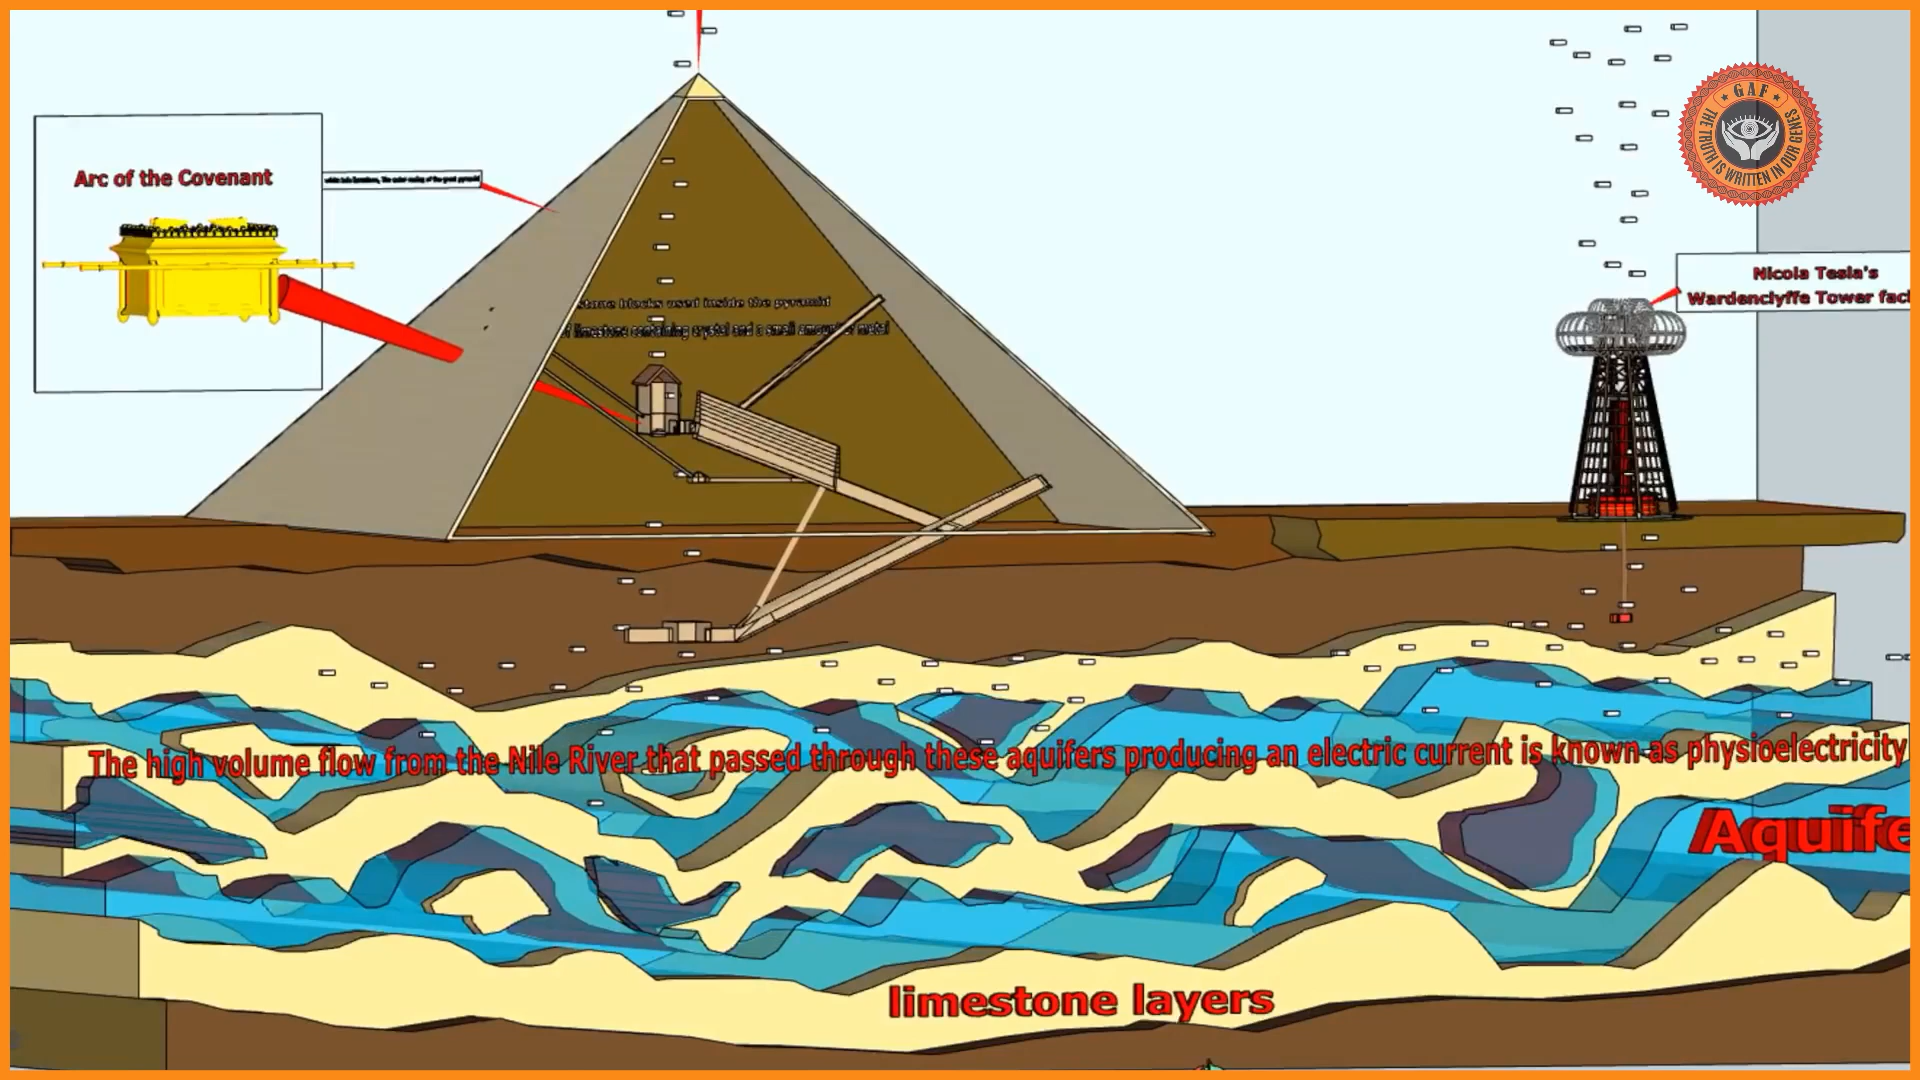 GAF
THE TRUTH IS WRITTEN IN OUR GENES
Arc of the Covenant
Nicola Tesla's
Wardenclyffe Tower faci
stone blocks used inside the pyramid
of limestone containing crystal and a small amount of metal
The high volume flow from the Nile River that passed through these aquifers producing an electric current is known as physioelectricity
Aquife
limestone layers